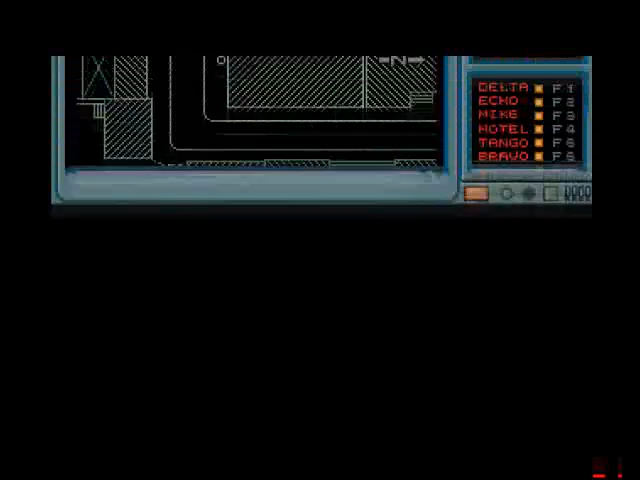 N
DELTA F1
ECHO F2
MIKE F3
HOTEL F4
TANGO F5
BRAVO F6